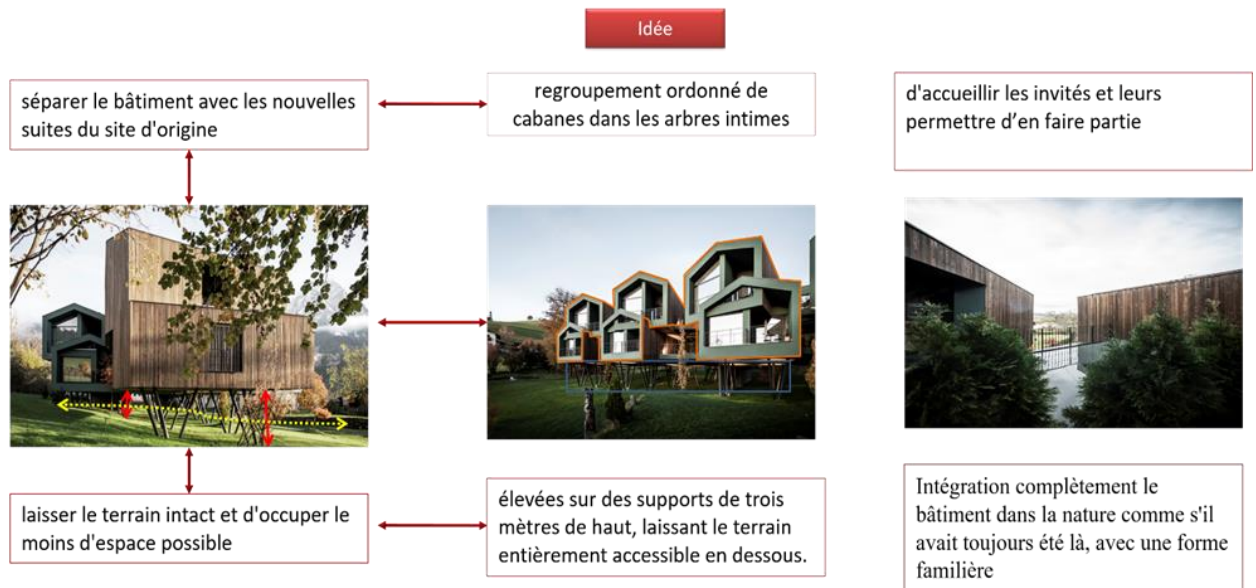 Idée
séparer le bâtiment avec les nouvelles
suites du site d'origine
regroupement ordonné de
cabanes dans les arbres intimes
d'accueillir les invités et leurs
permettre d’en faire partie
laisser le terrain intact et d'occuper le
moins d'espace possible
élevées sur des supports de trois
mètres de haut, laissant le terrain
entièrement accessible en dessous.
Intégration complètement le
bâtiment dans la nature comme s'il
avait toujours été là, avec une forme
familière